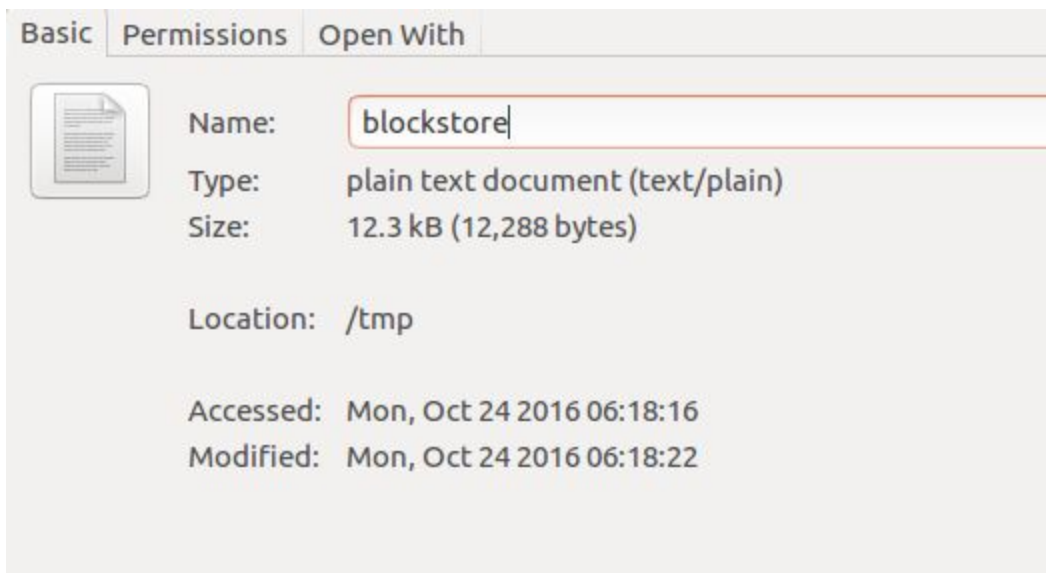 Basic Permissions Open With
Name: blockstore
Type: plain text document (text/plain)
Size: 12.3 kB (12,288 bytes)
Location: /tmp
Accessed: Mon, Oct 24 2016 06:18:16
Modified: Mon, Oct 24 2016 06:18:22